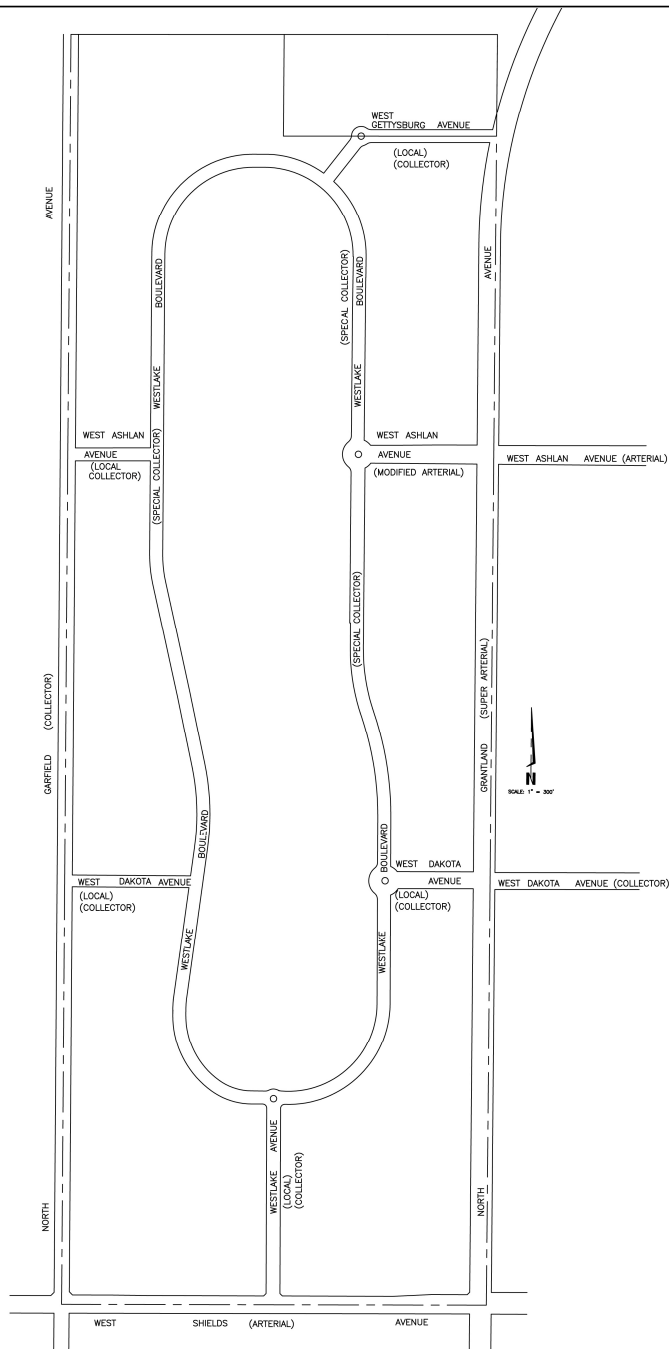 WEST
GETTYSBURG AVENUE
(LOCAL)
(COLLECTOR)
AVENUE
AVENUE
BOULEVARD
WESTLAKE
(SPECIAL COLLECTOR)
(SPECAL COLLECTOR)
BOULEVARD
WESTLAKE
WEST ASHLAN
AVENUE
(LOCAL
COLLECTOR)
WEST ASHLAN
AVENUE
(MODIFIED ARTERIAL)
WEST ASHLAN AVENUE (ARTERIAL)
(SPECIAL COLLECTOR)
GARFIELD (COLLECTOR)
GRANTLAND (SUPER ARTERIAL)
N
SCALE: 1" = 300'
BOULEVARD
BOULEVARD
WEST DAKOTA AVENUE
(LOCAL)
(COLLECTOR)
WEST DAKOTA
AVENUE
(LOCAL)
(COLLECTOR)
WEST DAKOTA AVENUE (COLLECTOR)
WESTLAKE
WESTLAKE
WESTLAKE AVENUE
(LOCAL)
(COLLECTOR)
NORTH
NORTH
WEST SHIELDS (ARTERIAL) AVENUE